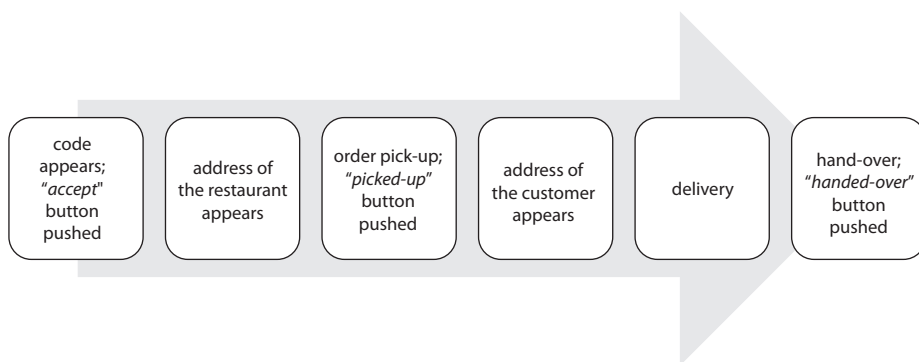 code
appears;
“accept"
button
pushed
address of
the restaurant
appears
order pick-up;
“picked-up”
button
pushed
address of
the customer
appears
delivery
hand-over;
“handed-over”
button
pushed